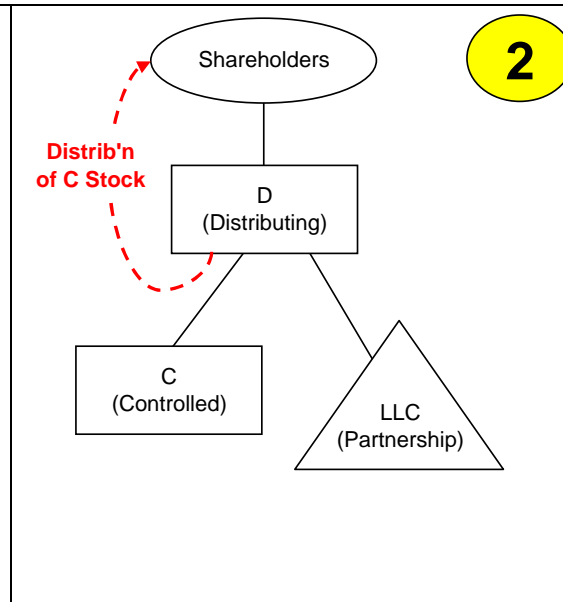 Shareholders
2
Distrib'n
of C Stock
D
(Distributing)
C
(Controlled)
LLC
(Partnership)